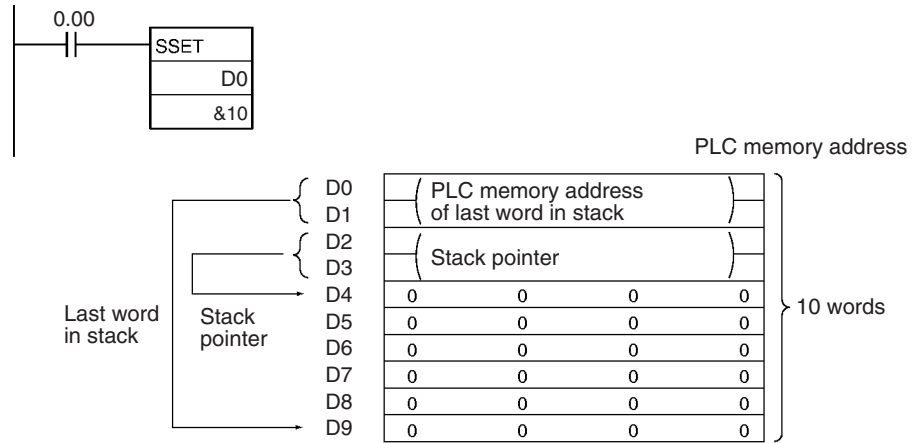 0.00
SSET
D0
&10
PLC memory address
D0
D1
D2
D3
D4
D5
D6
D7
D8
D9
PLC memory address
of last word in stack
Stack pointer
0 0 0 0
0 0 0 0
0 0 0 0
0 0 0 0
0 0 0 0
0 0 0 0
Last word
in stack
Stack
pointer
10 words